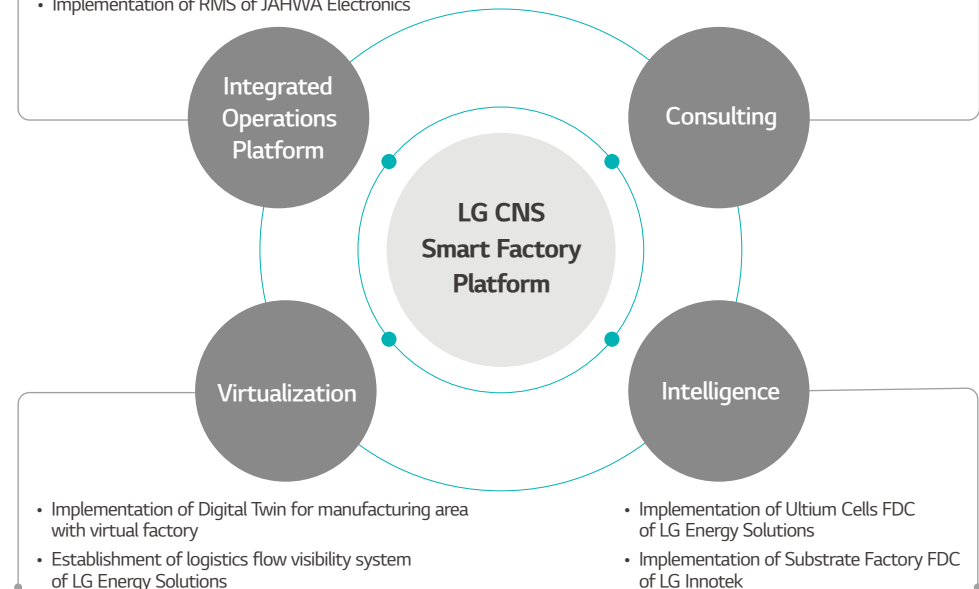 • Implementation of RMS of JAHWA Electronics
Integrated
Operations
Platform
Consulting
LG CNS
Smart Factory
Platform
Virtualization
Intelligence
• Implementation of Digital Twin for manufacturing area
with virtual factory
• Establishment of logistics flow visibility system
of LG Energy Solutions
• Implementation of Ultium Cells FDC
of LG Energy Solutions
• Implementation of Substrate Factory FDC
of LG Innotek